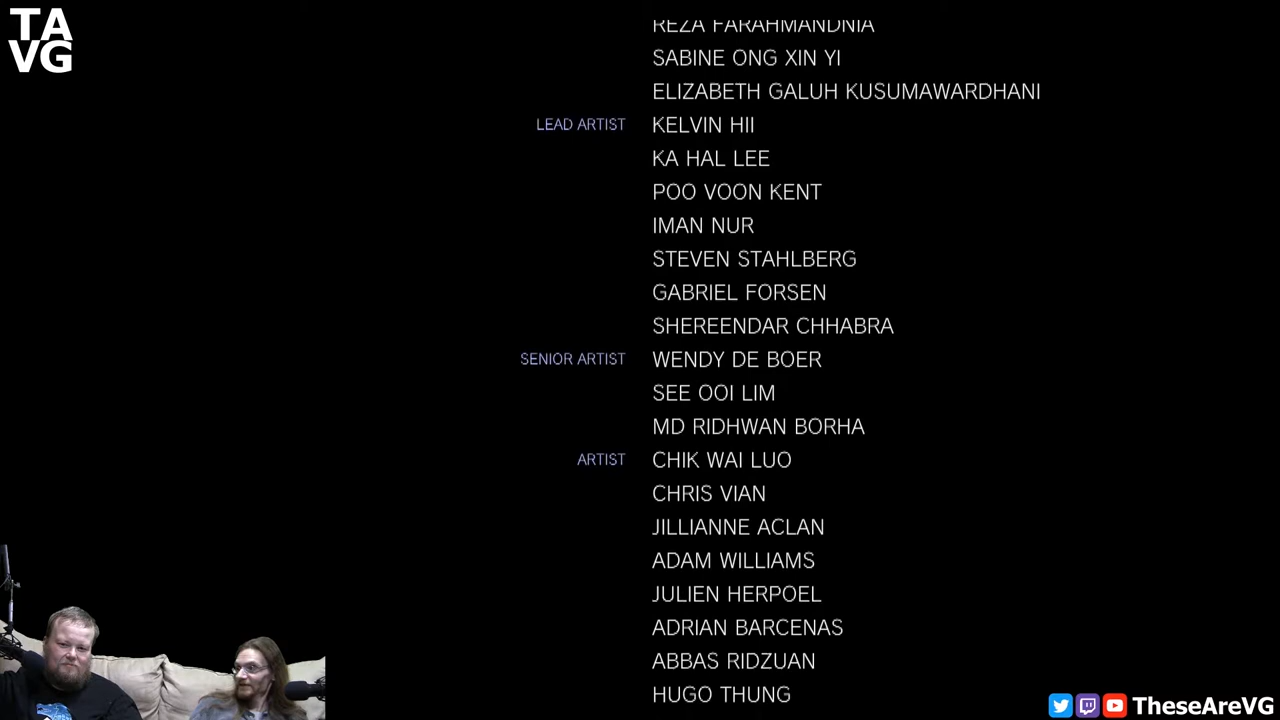 TA
VG
REZA FARAHMANDNIA
SABINE ONG XIN YI
ELIZABETH GALUH KUSUMAWARDHANI
LEAD ARTIST KELVIN HII
KA HAL LEE
POO VOON KENT
IMAN NUR
STEVEN STAHLBERG
GABRIEL FORSEN
SHEREENDAR CHHABRA
SENIOR ARTIST WENDY DE BOER
SEE OOI LIM
MD RIDHWAN BORHA
ARTIST CHIK WAI LUO
CHRIS VIAN
JILLIANNE ACLAN
ADAM WILLIAMS
JULIEN HERPOEL
ADRIAN BARCENAS
ABBAS RIDZUAN
HUGO THUNG
TheseAreVG